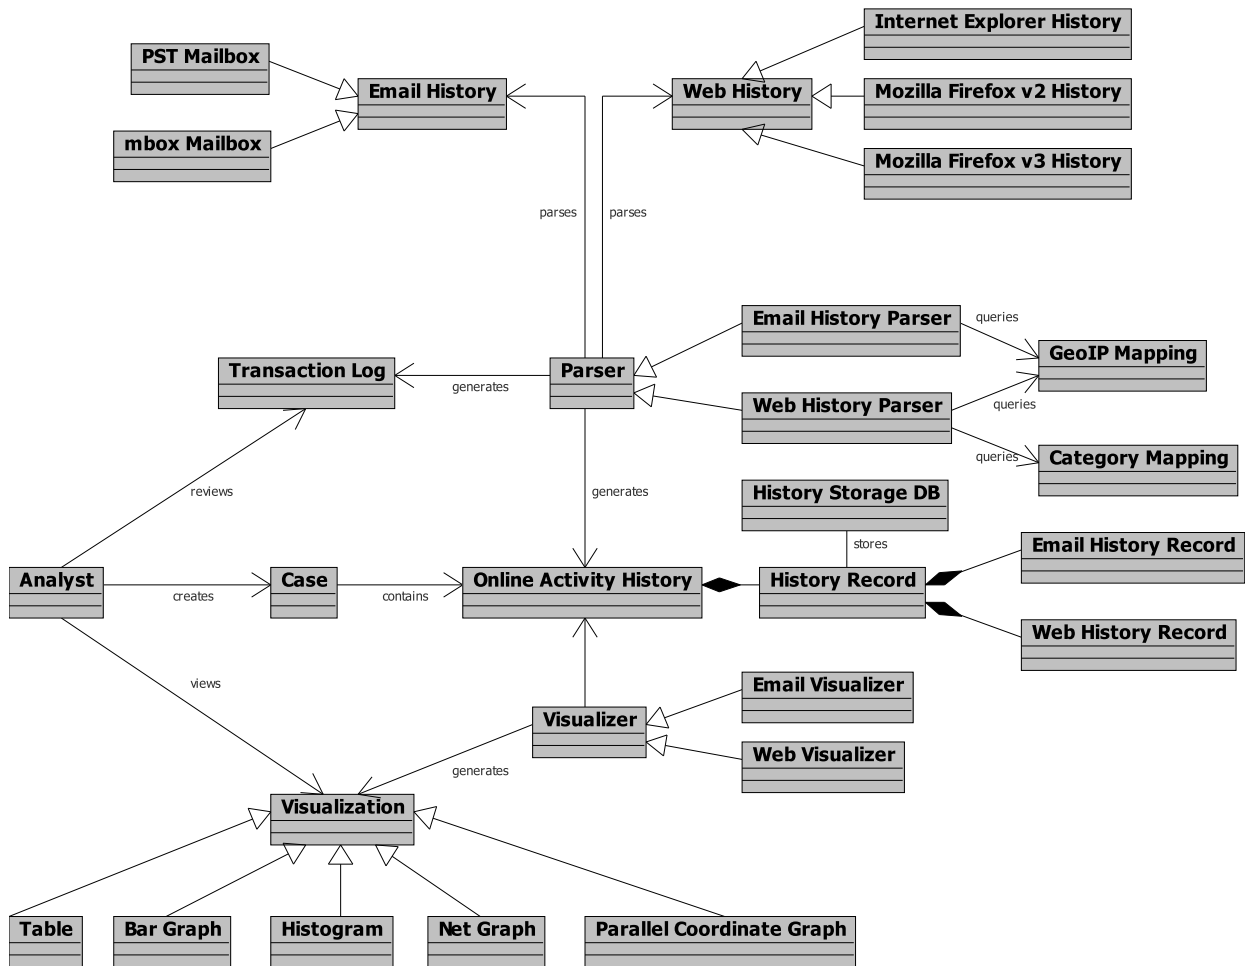 Internet Explorer History
PST Mailbox
Email History
Web History
Mozilla Firefox v2 History
mbox Mailbox
Mozilla Firefox v3 History
parses
parses
Email History Parser
queries
GeoIP Mapping
Transaction Log
generates
Parser
Web History Parser
queries
queries
Category Mapping
reviews
generates
History Storage DB
stores
Email History Record
Analyst
creates
Case
contains
Online Activity History
History Record
Web History Record
views
Email Visualizer
Visualizer
Web Visualizer
generates
Visualization
Table
Bar Graph
Histogram
Net Graph
Parallel Coordinate Graph